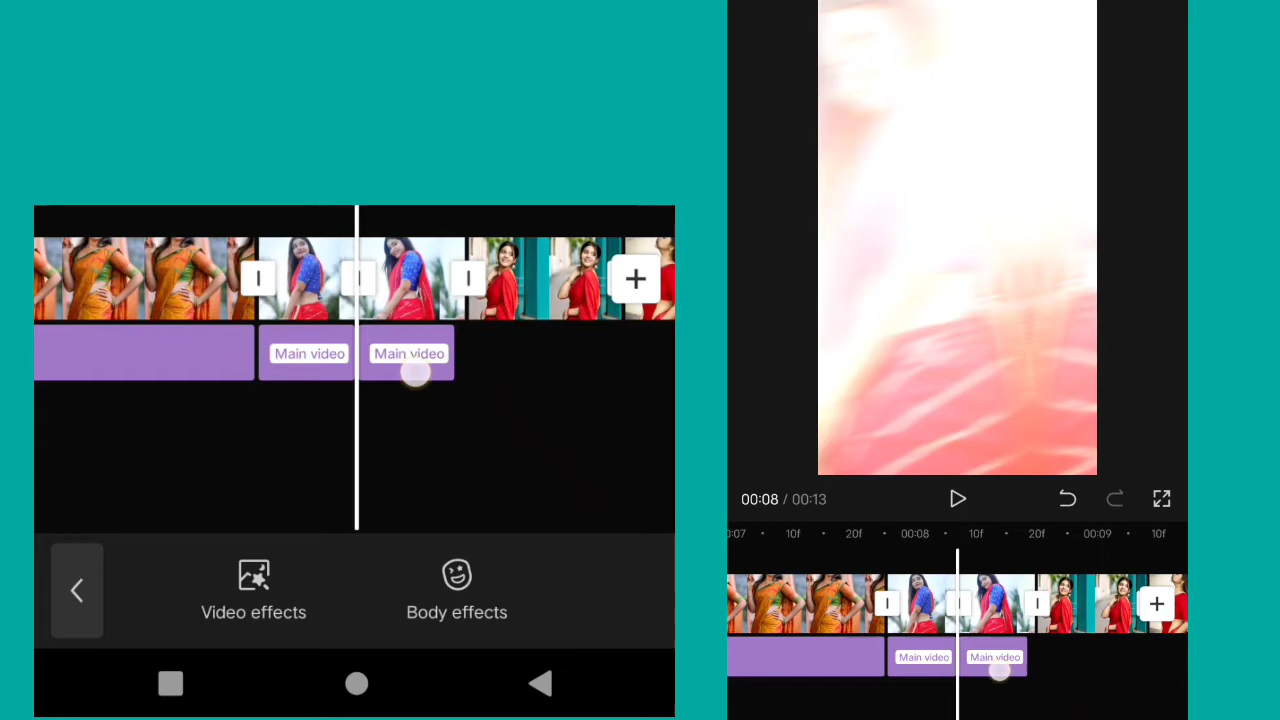 Main video
Main video
Video effects
Body effects
00:08 / 00:13
0:07
10f
20f
00:08
10f
20f
00:09
10f
Main video
Main video